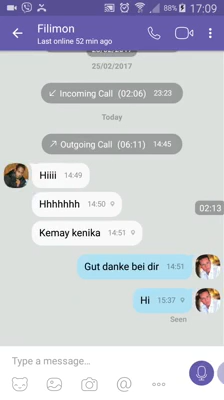 88% 17:09
Filimon
Last online 52 min ago
25/02/2017
Incoming Call (02:06) 23:23
Today
Outgoing Call (06:11) 14:45
Hiiii 14:49
Hhhhhhh 14:50
02:13
Kemay kenika 14:51
Gut danke bei dir 14:51
Hi 15:37
Seen
Type a message...